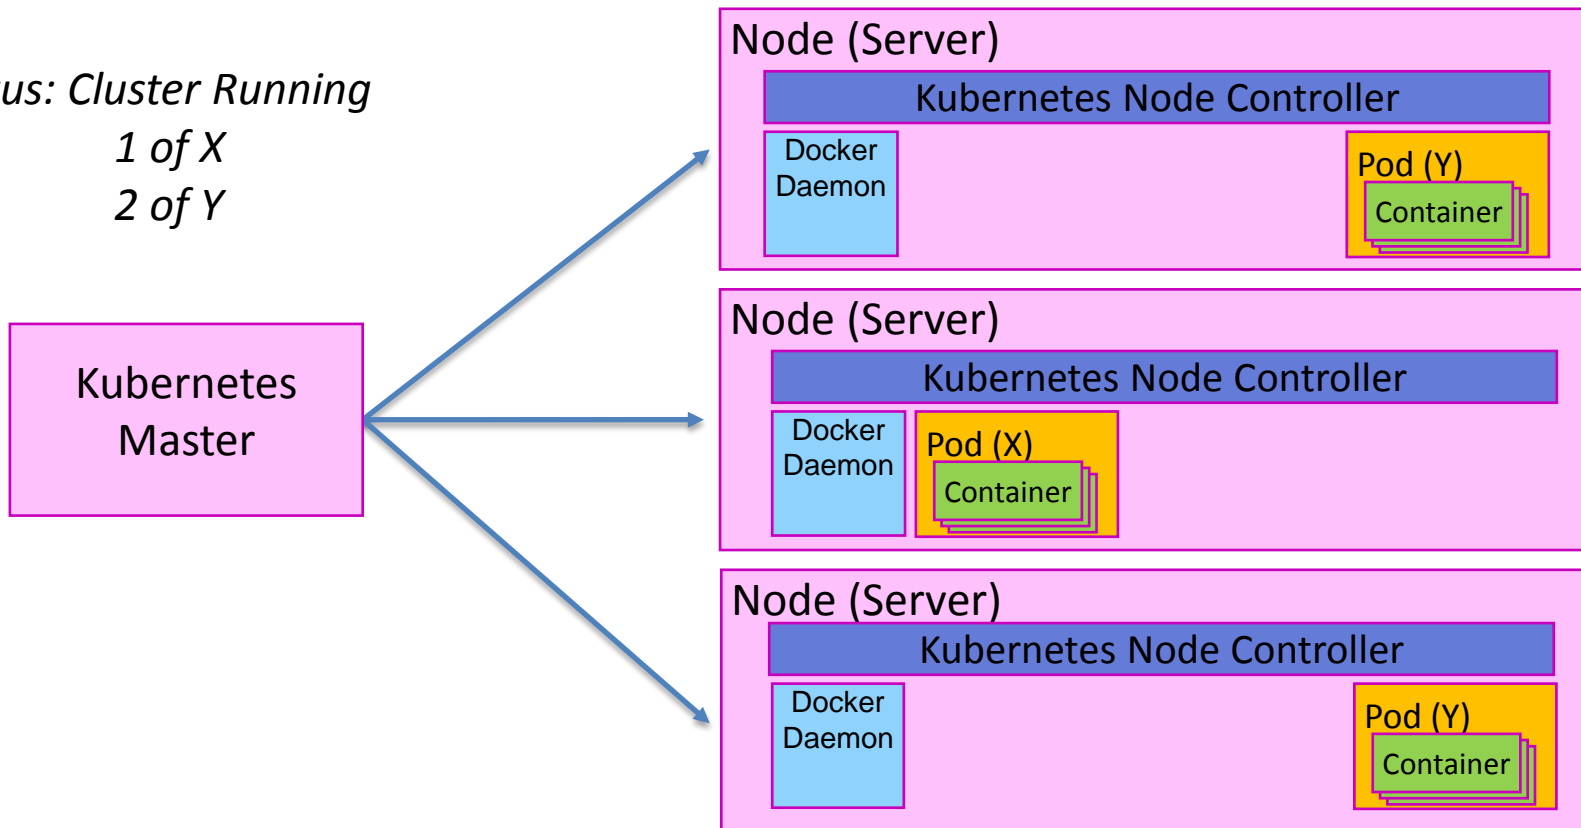 us: Cluster Running
1 of X
2 of Y
Kubernetes
Master
Node (Server)
Kubernetes Node Controller
Docker
Daemon
Pod (Y)
Container
Node (Server)
Kubernetes Node Controller
Docker
Daemon
Pod (X)
Container
Node (Server)
Kubernetes Node Controller
Docker
Daemon
Pod (Y)
Container